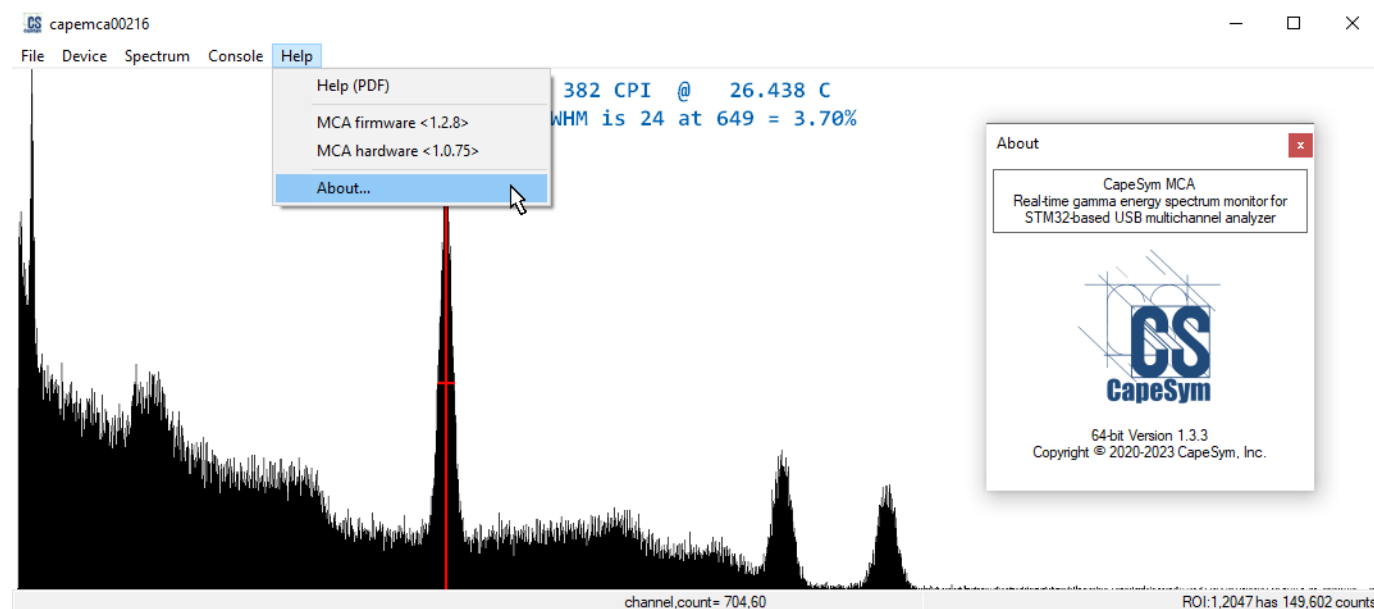 capemca00216
File Device Spectrum Console Help
Help (PDF)
MCA firmware <1.2.8>
MCA hardware <1.0.75>
About...
382 CPI @ 26.438 C
WHM is 24 at 649 = 3.70%
About
x
CapeSym MCA
Real-time gamma energy spectrum monitor for
STM32-based USB multichannel analyzer
CS
CapeSym
64-bit Version 1.3.3
Copyright © 2020-2023 CapeSym, Inc.
channel,count= 704,60
ROI:1,2047 has 149,602 counts